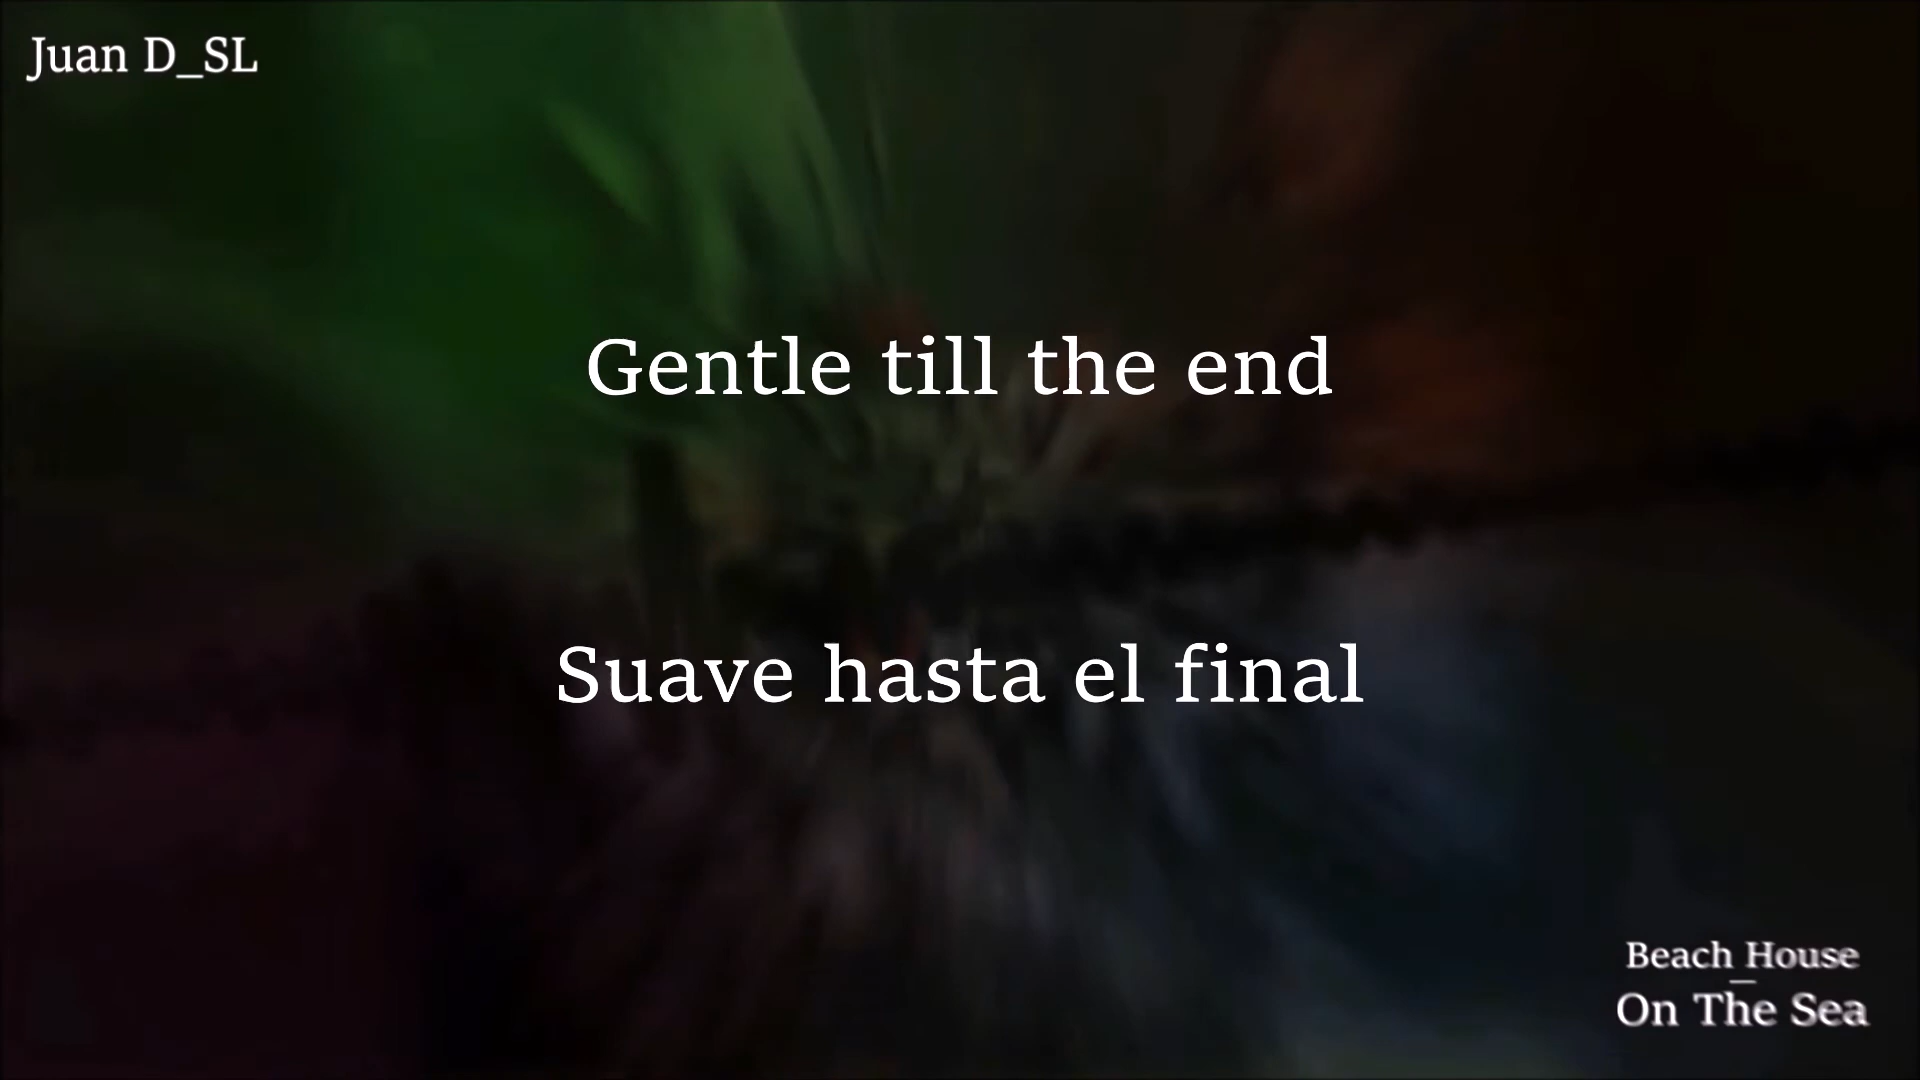 Juan D_SL
Gentle till the end
Suave hasta el final
Beach House
—
On The Sea